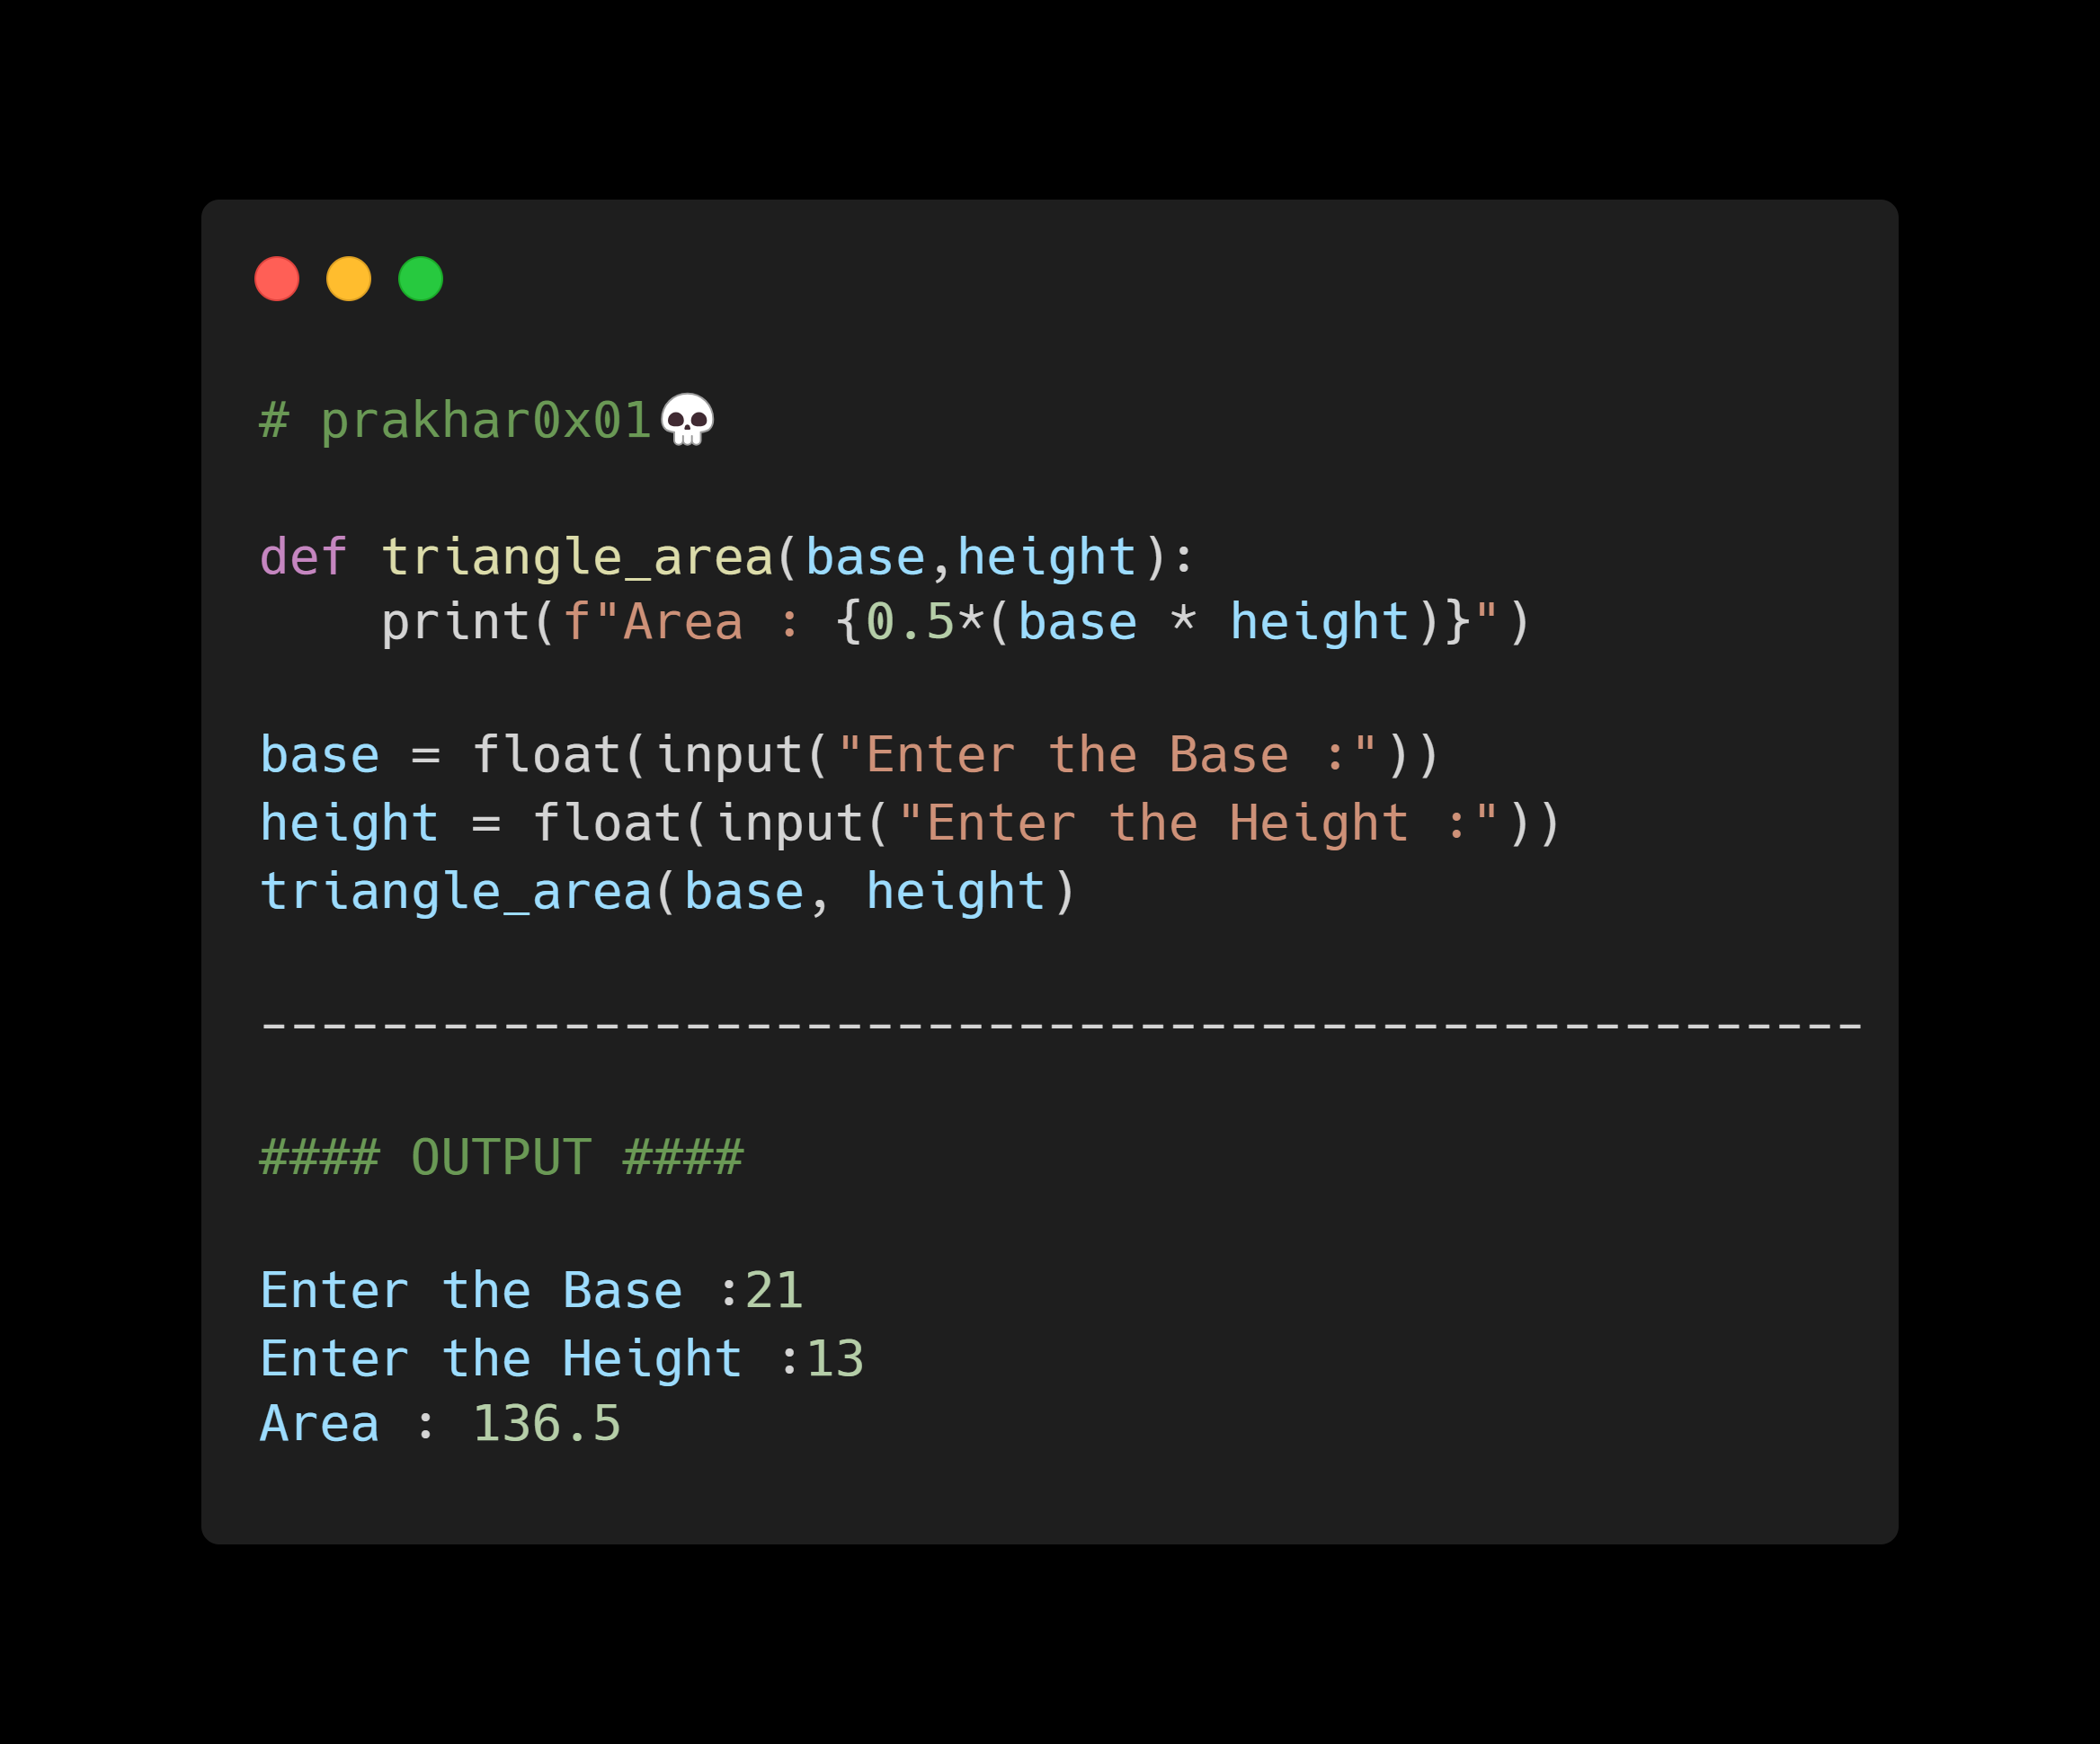 # prakhar0x01💀
def triangle_area(base,height):
    print(f"Area : {0.5*(base * height)}")
base = float(input("Enter the Base :"))
height = float(input("Enter the Height :"))
triangle_area(base, height)
-----------------------------------------------------
#### OUTPUT ####
Enter the Base :21
Enter the Height :13
Area : 136.5